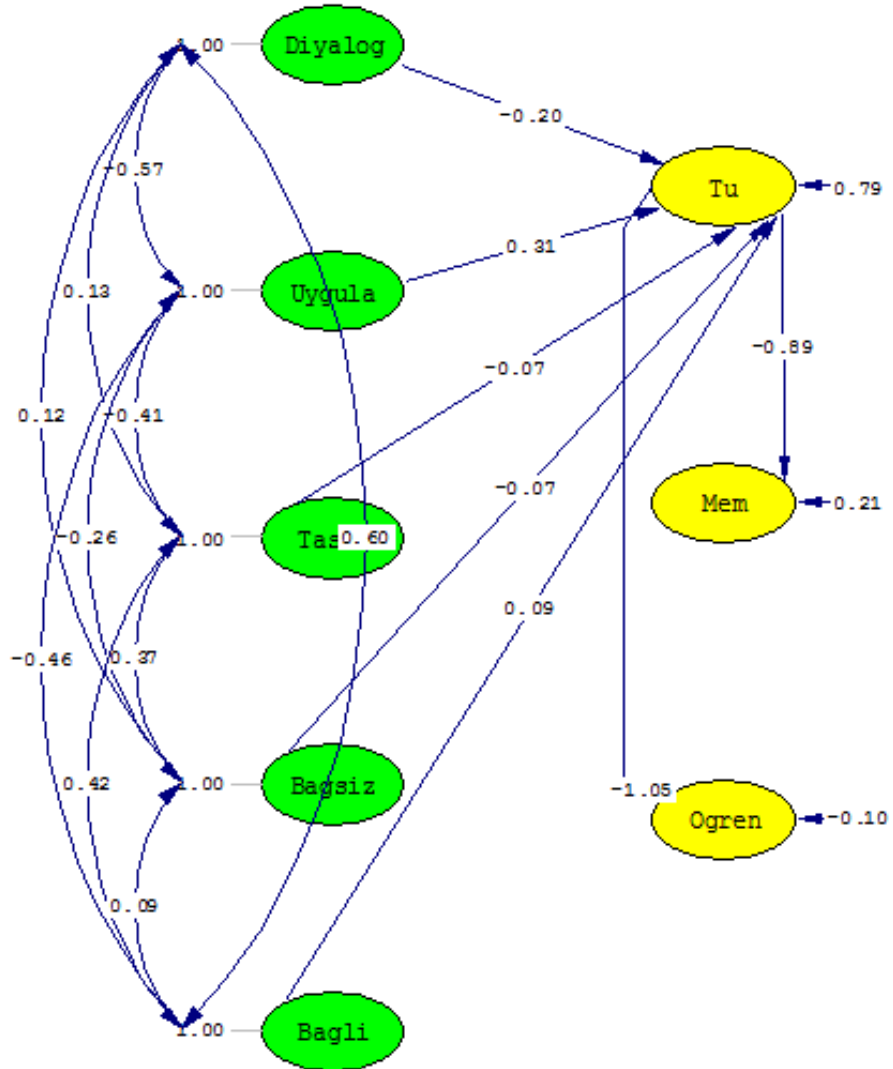 1.00 Diyalog
-0.20
-0.57
Tu
0.79
0.31
0.13
1.00 Uygula
-0.89
-0.07
0.12
-0.41
-0.07
Mem
0.21
-0.26
1.00 Tas
0.60
0.09
-0.46
0.37
0.42
1.00 Bagsiz
-1.05
Ogren
-0.10
0.09
1.00 Bagli